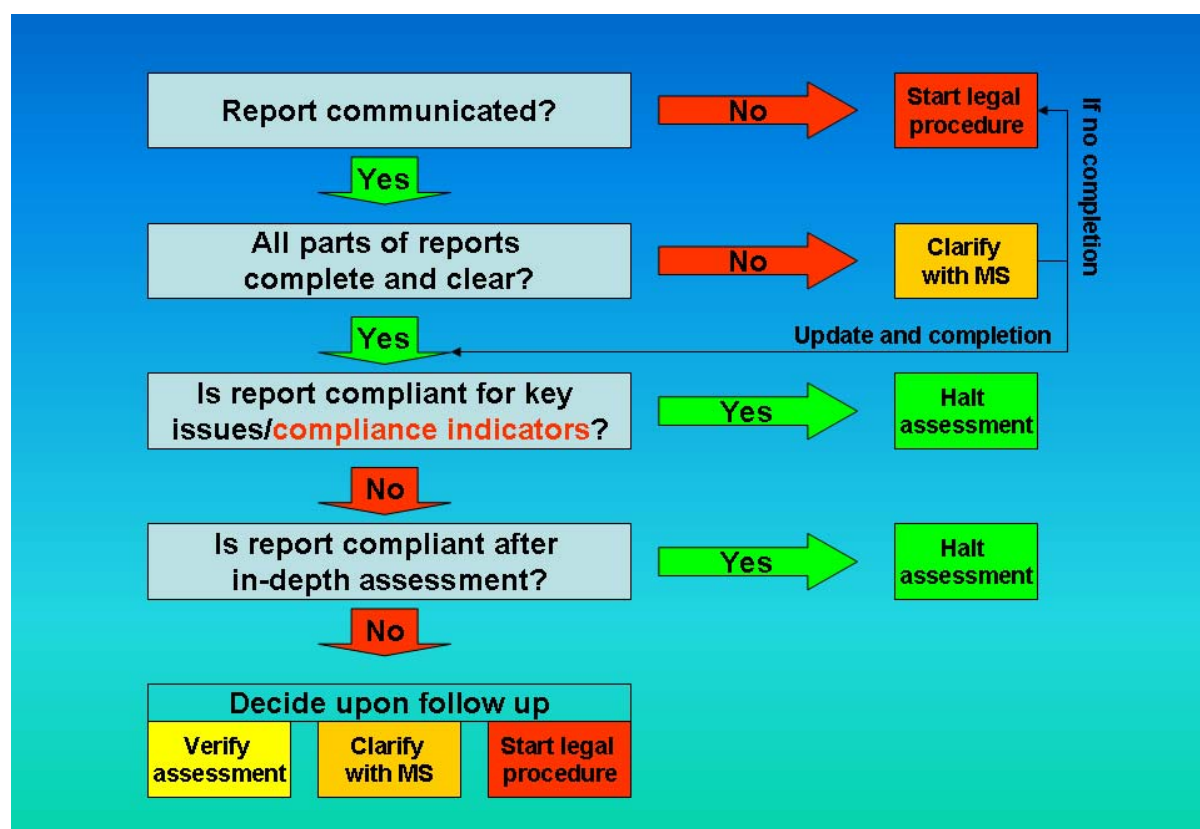 Report communicated?
No
Start legal
procedure
If no completion
Yes
All parts of reports
complete and clear?
No
Clarify
with MS
Yes
Update and completion
Is report compliant for key
issues/compliance indicators?
Yes
Halt
assessment
No
Is report compliant after
in-depth assessment?
Yes
Halt
assessment
No
Decide upon follow up
Verify
assessment
Clarify
with MS
Start legal
procedure